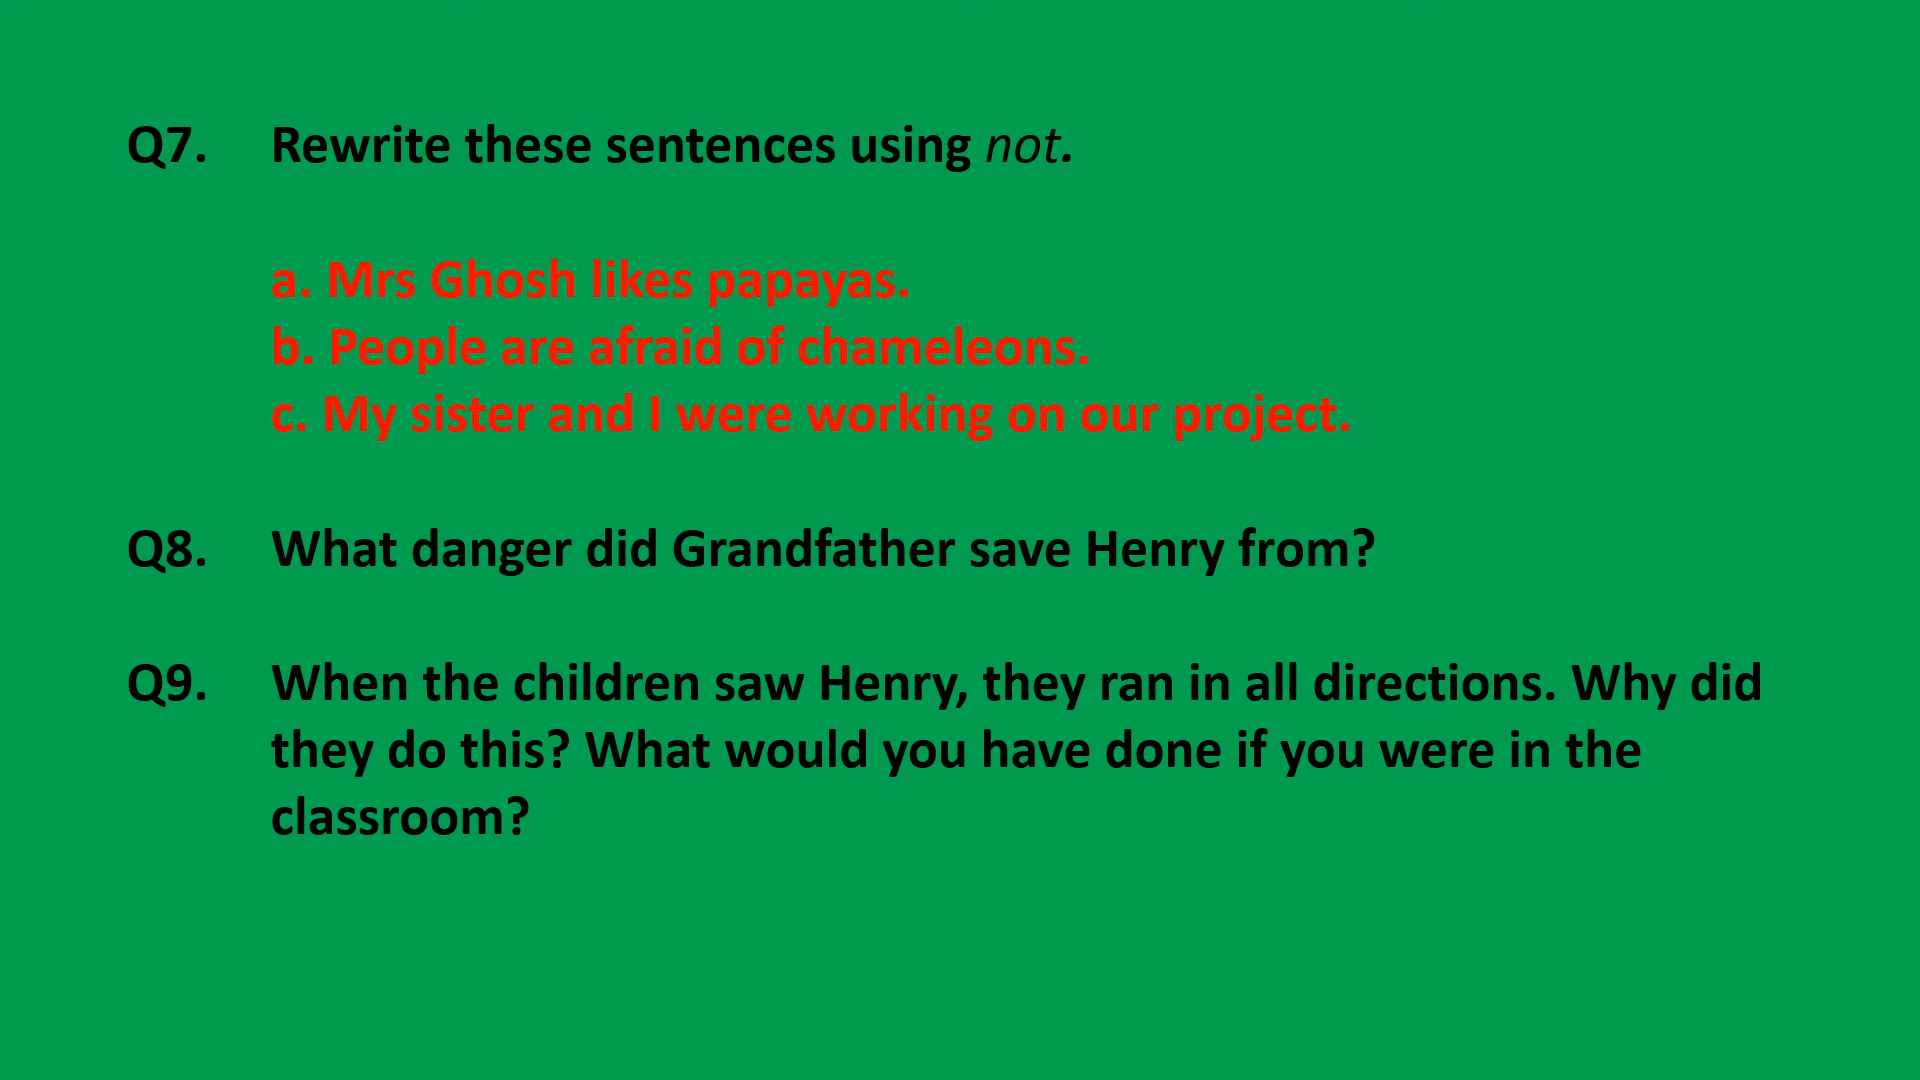 Q7. Rewrite these sentences using not.
a. Mrs Ghosh likes papayas.
b. People are afraid of chameleons.
c. My sister and I were working on our project.
Q8. What danger did Grandfather save Henry from?
Q9. When the children saw Henry, they ran in all directions. Why did
they do this? What would you have done if you were in the
classroom?